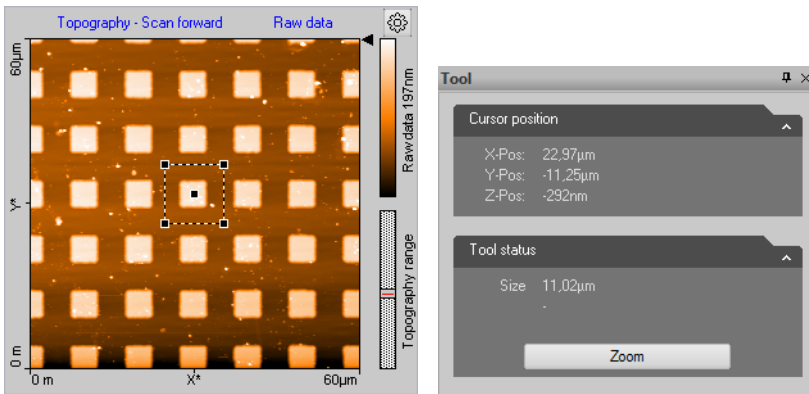 Topography - Scan forward Raw data
60µm
Y*
0 m
0 m X* 60µm
Raw data 197nm
Topography range
Tool
Cursor position
X-Pos: 22,97µm
Y-Pos: -11,25µm
Z-Pos: -292nm
Tool status
Size 11,02µm
-
Zoom